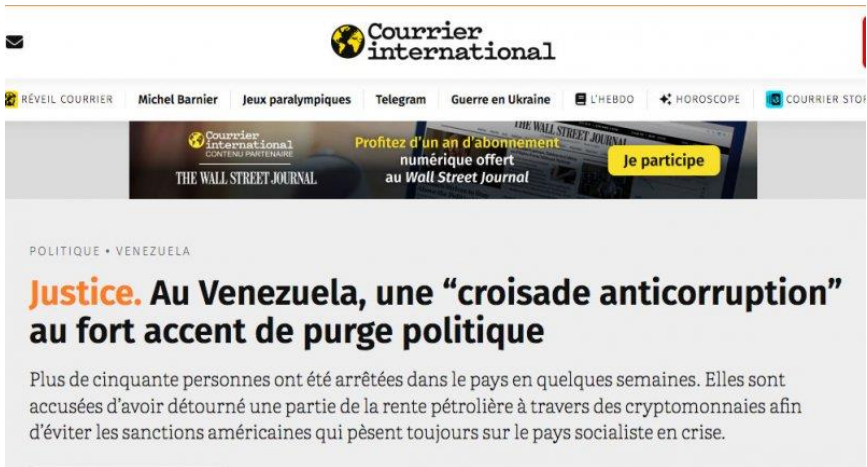 Courrier
international
RÉVEIL COURRIER Michel Barnier Jeux paralympiques Telegram Guerre en Ukraine L'HEBDO HOROSCOPE COURRIER STOR
Courrier
international
CONTENU PARTENAIRE
THE WALL STREET JOURNAL
THE WALL STREET JOURNAL
Profitez d'un an d'abonnement
numérique offert
au Wall Street Journal
Je participe
POLITIQUE • VENEZUELA
Justice. Au Venezuela, une “croisade anticorruption”
au fort accent de purge politique
Plus de cinquante personnes ont été arrêtées dans le pays en quelques semaines. Elles sont
accusées d’avoir détourné une partie de la rente pétrolière à travers des cryptomonnaies afin
d’éviter les sanctions américaines qui pèsent toujours sur le pays socialiste en crise.